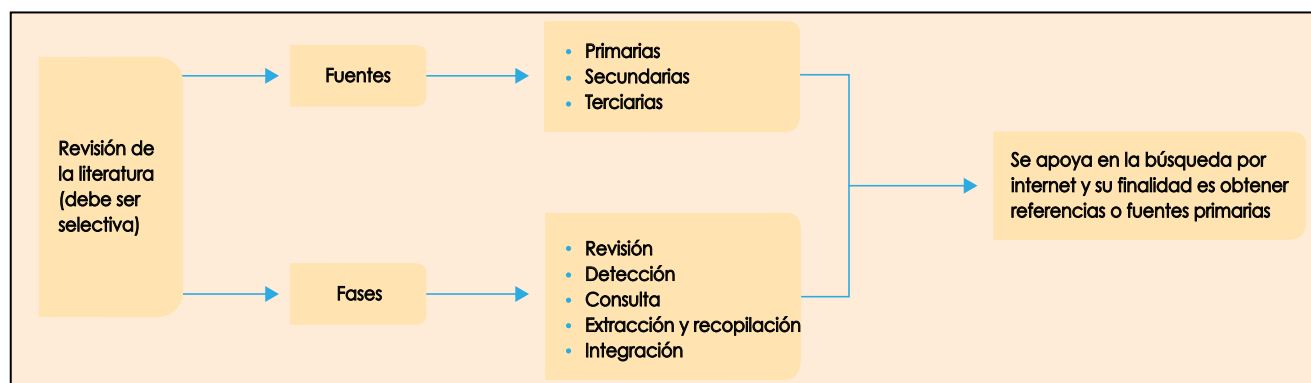 Revisión de
la literatura
(debe ser
selectiva)
Fuentes
• Primarias
• Secundarias
• Terciarias
Fases
• Revisión
• Detección
• Consulta
• Extracción y recopilación
• Integración
Se apoya en la búsqueda por
internet y su finalidad es obtener
referencias o fuentes primarias